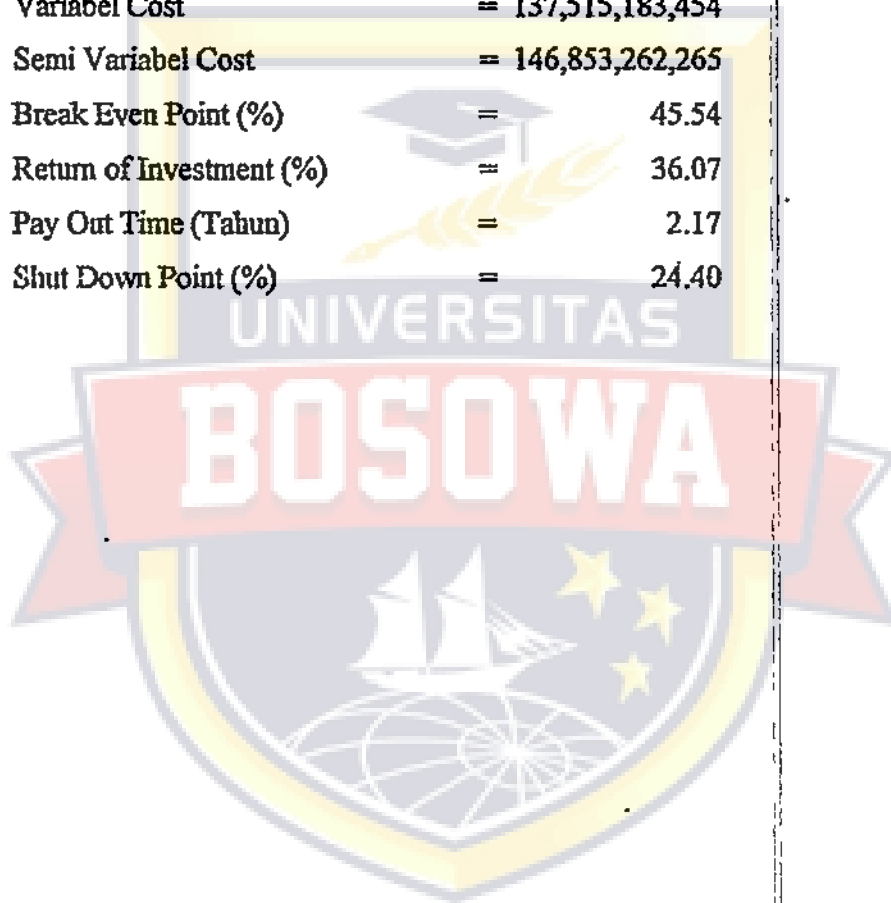 Variabel Cost = 137,515,183,454
Semi Variabel Cost = 146,853,262,265
Break Even Point (%) = 45.54
Return of Investment (%) = 36.07
Pay Out Time (Tahun) = 2.17
Shut Down Point (%) = 24.40
UNIVERSITAS
BOSOWA